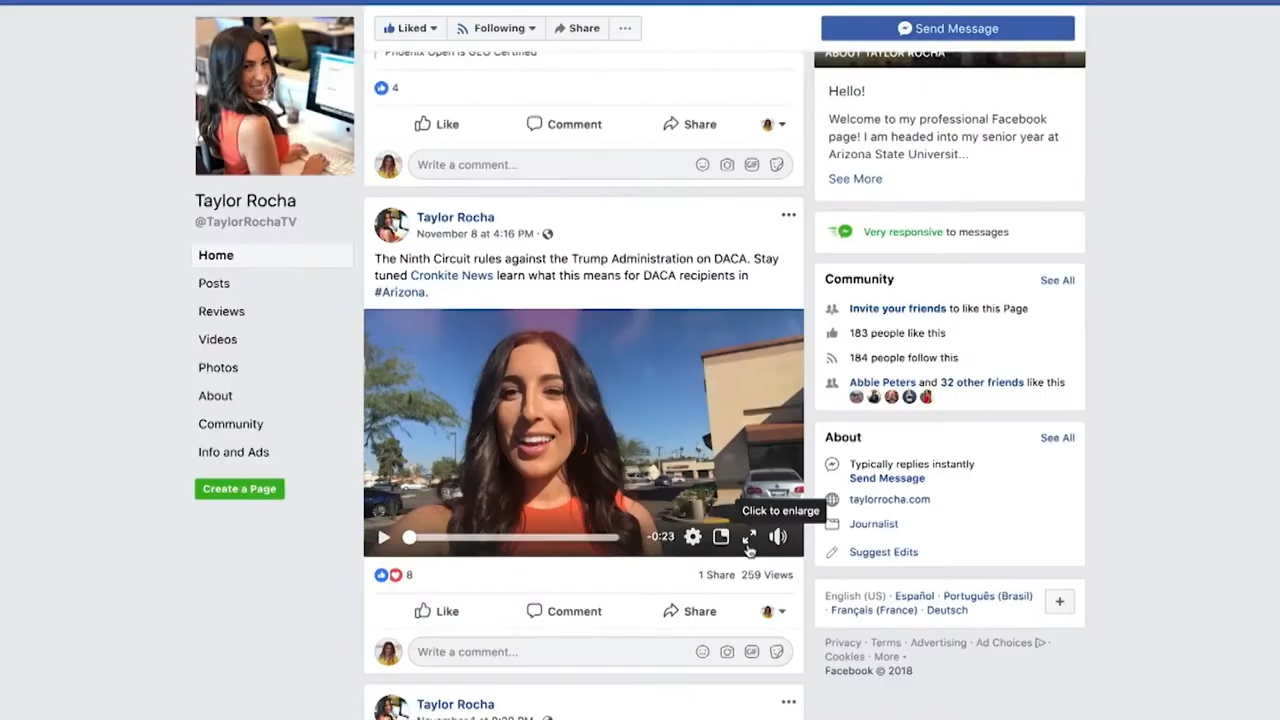 Liked
Following
Share
Send Message
Taylor Rocha
@TaylorRochaTV
Home
Posts
Reviews
Videos
Photos
About
Community
Info and Ads
Create a Page
Phoenix Open is GEO Certified
4
Like
Comment
Share
Write a comment...
GIF
Taylor Rocha
November 8 at 4:16 PM ·
The Ninth Circuit rules against the Trump Administration on DACA. Stay
tuned Cronkite News learn what this means for DACA recipients in
#Arizona.
-0:23
Click to enlarge
8
1 Share 259 Views
Like
Comment
Share
Write a comment...
GIF
Taylor Rocha
ABOUT TAYLOR ROCHA
Hello!
Welcome to my professional Facebook
page! I am headed into my senior year at
Arizona State Universit...
See More
Very responsive to messages
Community
See All
Invite your friends to like this Page
183 people like this
184 people follow this
Abbie Peters and 32 other friends like this
About
See All
Typically replies instantly
Send Message
taylorrocha.com
Journalist
Suggest Edits
English (US) · Español · Português (Brasil) ·
Français (France) · Deutsch
Privacy · Terms · Advertising · Ad Choices ·
Cookies · More
Facebook © 2018